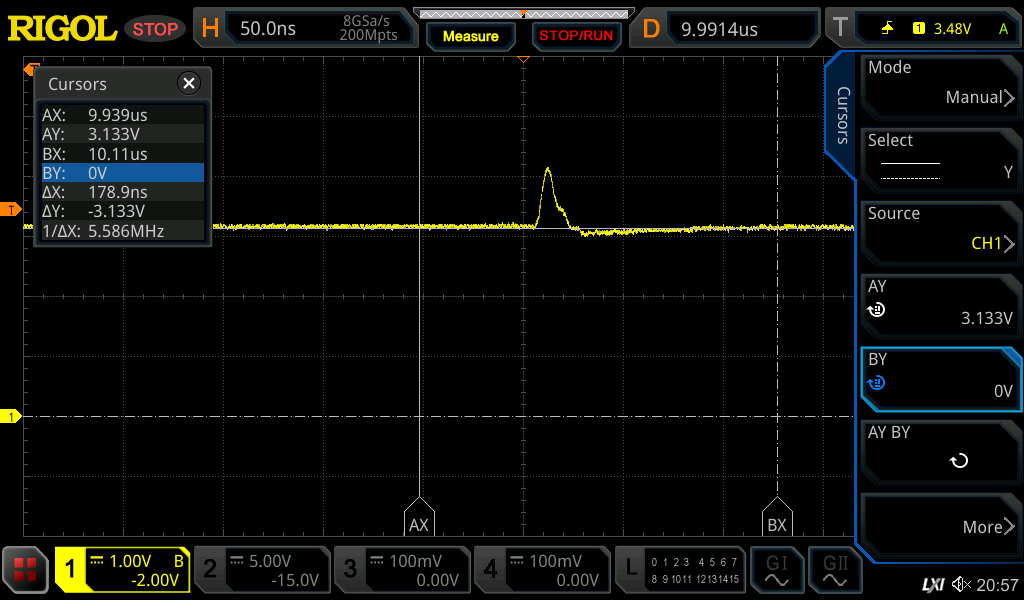 RIGOL STOP H 50.0ns 8GSa/s 200Mpts Measure STOP/RUN D 9.9914us T 1 3.48V A
T
Cursors
AX: 9.939us
AY: 3.133V
BX: 10.11us
BY: 0V
ΔX: 178.9ns
ΔY: -3.133V
1/ΔX: 5.586MHz
T
1
AX
BX
Cursors
Mode
Manual
Select
Y
Source
CH1
AY
3.133V
BY
0V
AY BY
More
1 1.00V B -2.00V
2 5.00V -15.0V
3 100mV 0.00V
4 100mV 0.00V
L 0 1 2 3 4 5 6 7
8 9 10 11 12 13 14 15
GI
GII
LXI 20:57